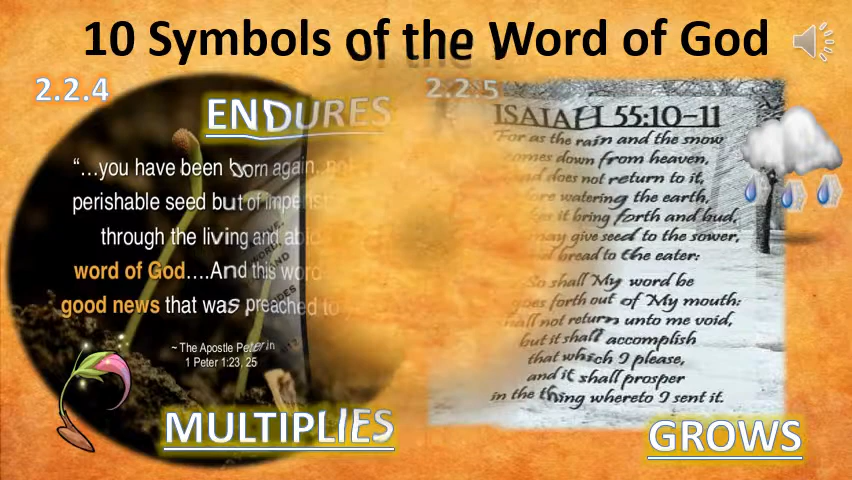 10 Symbols of the Word of God
2.2.4
ENDURES
“…you have been born again, not
perishable seed but of
through the living and
word of God….And this word
good news that was preached to
~ The Apostle Peter in
1 Peter 1:23, 25
MULTIPLIES
2.2.5
ISAIAH 55:10-11
For as the rain and the snow
comes down from heaven,
and does not return to it,
watering the earth,
it bring forth and bud,
may give seed to the sower,
bread to the eater:
So shall My word be
goes forth out of My mouth:
shall not return unto me void,
but it shall accomplish
that which I please,
and it shall prosper
in the thing whereto I sent it.
GROWS